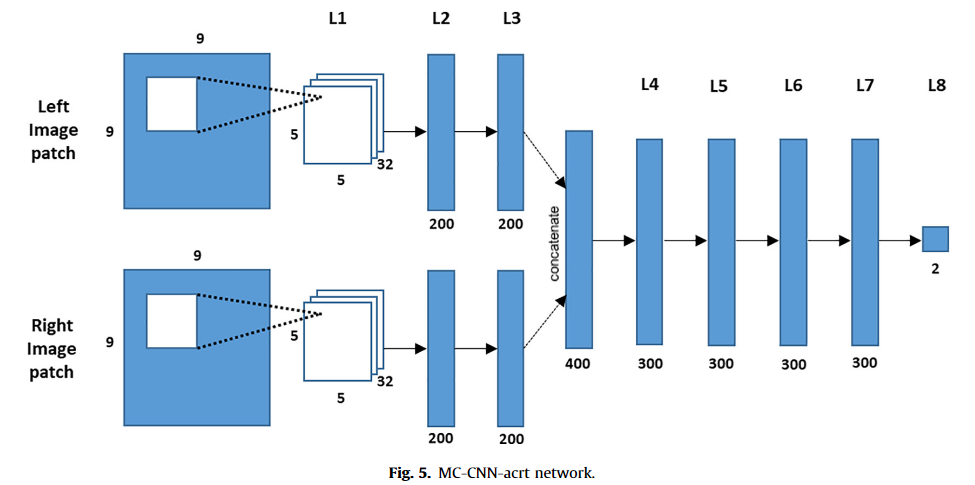 L1
L2
L3
9
Left
Image
patch
9
5
32
5
200
200
L4
L5
L6
L7
L8
concatenate
400
300
300
300
300
2
9
Right
Image
patch
9
5
32
5
200
200
Fig. 5. MC-CNN-acrt network.